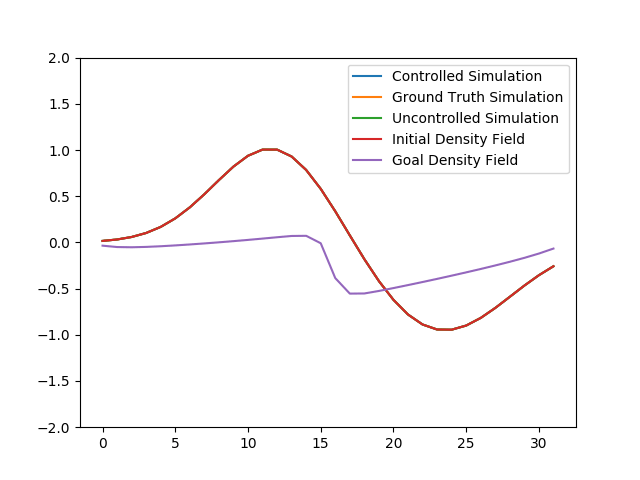 2.0
1.5
1.0
0.5
0.0
−0.5
−1.0
−1.5
−2.0
0 5 10 15 20 25 30
Controlled Simulation
Ground Truth Simulation
Uncontrolled Simulation
Initial Density Field
Goal Density Field